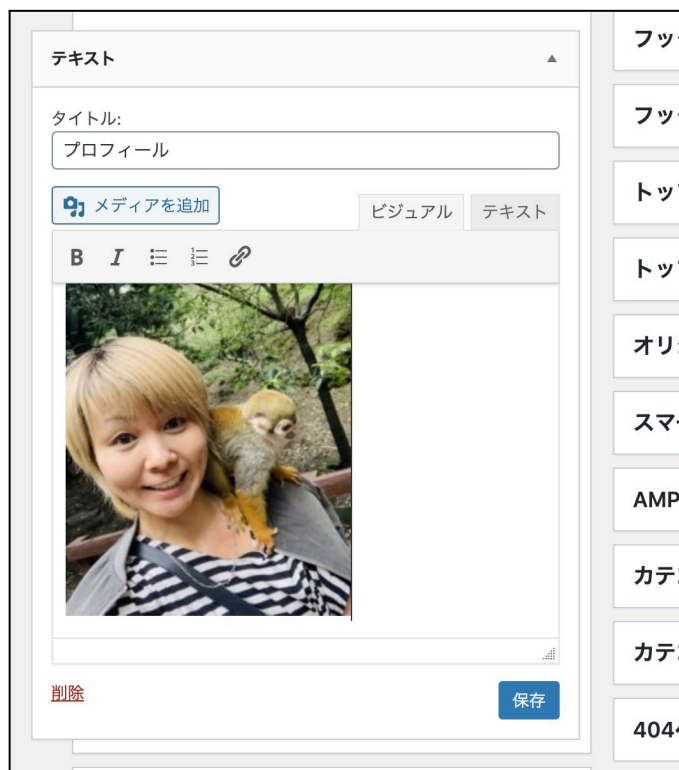 テキスト
タイトル:
プロフィール
メディアを追加
ビジュアル
テキスト
B I
削除
保存
フッ
フッ
トッ
トッ
オリ
スマ
AMP
カテ
カテ
404